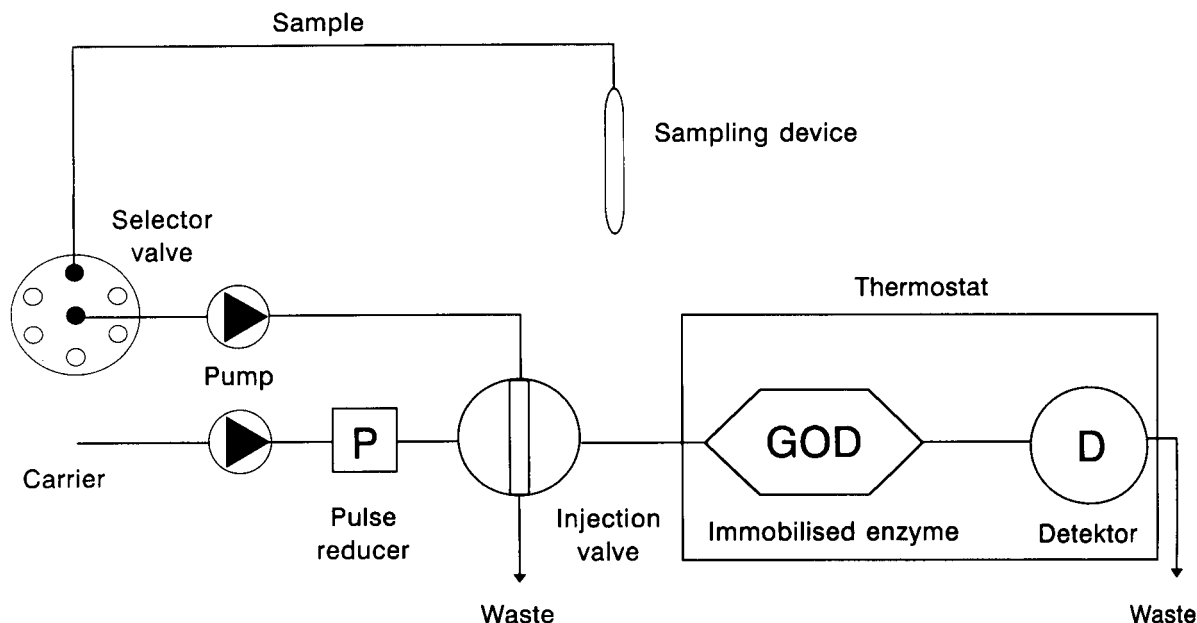 Sample
Sampling device
Selector
valve
Thermostat
Pump
P
GOD
D
Carrier
Pulse
reducer
Injection
valve
Immobilised enzyme
Detektor
Waste
Waste